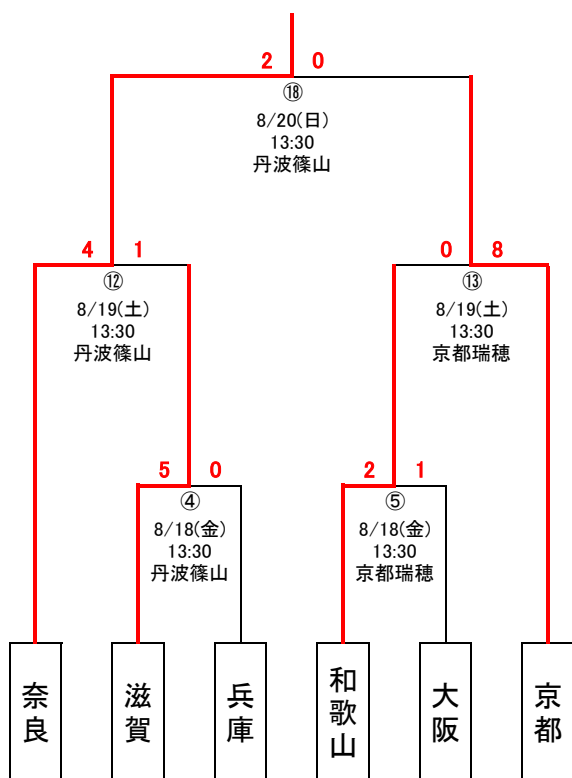 2 0
⑱
8/20(日)
13:30
丹波篠山
4 1
⑫
8/19(土)
13:30
丹波篠山
0 8
⑬
8/19(土)
13:30
京都瑞穂
5 0
④
8/18(金)
13:30
丹波篠山
2 1
⑤
8/18(金)
13:30
京都瑞穂
奈良
滋賀
兵庫
和歌山
大阪
京都